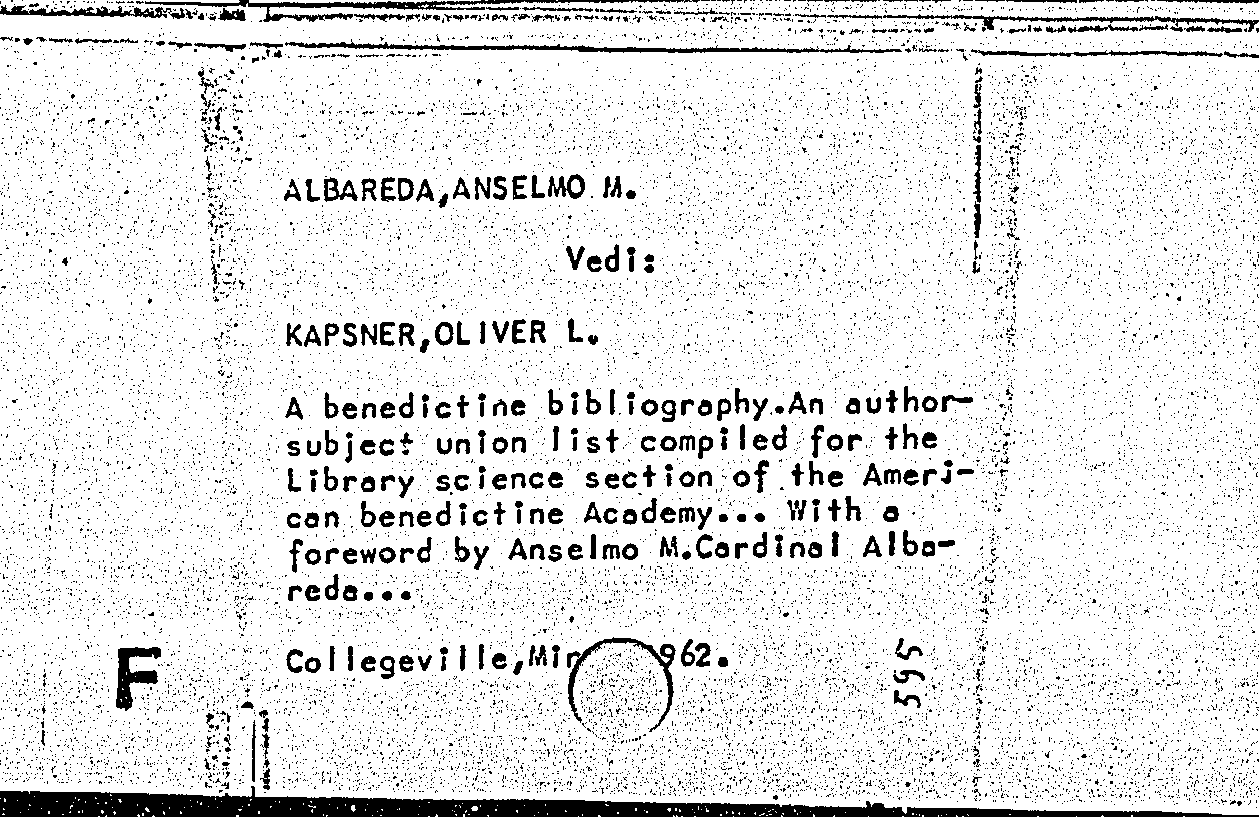 ALBAREDA,ANSELMO M.
Vedi:
KAPSNER,OLIVER L.
A benedictine bibliography.An author-
subject union list compiled for the
Library science section of the Ameri-
can benedictine Academy... With a
foreword by Anselmo M.Cardinal Alba-
reda...
Collegeville, 962.
F
595